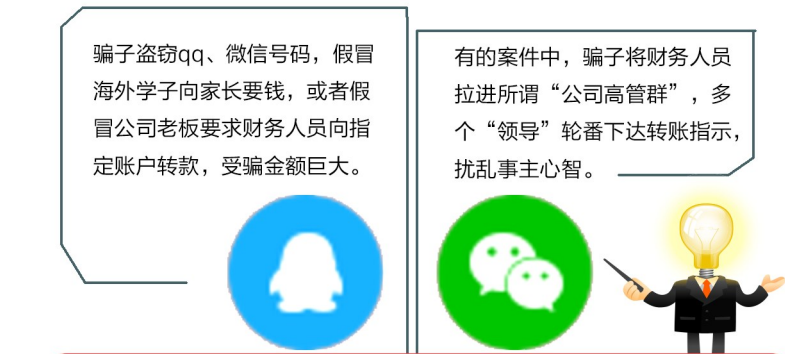 骗子盗窃qq、微信号码，假冒
海外学子向家长要钱，或者假
冒公司老板要求财务人员向指
定账户转款，受骗金额巨大。
有的案件中，骗子将财务人员
拉进所谓“公司高管群”，多
个“领导”轮番下达转账指示，
扰乱事主心智。